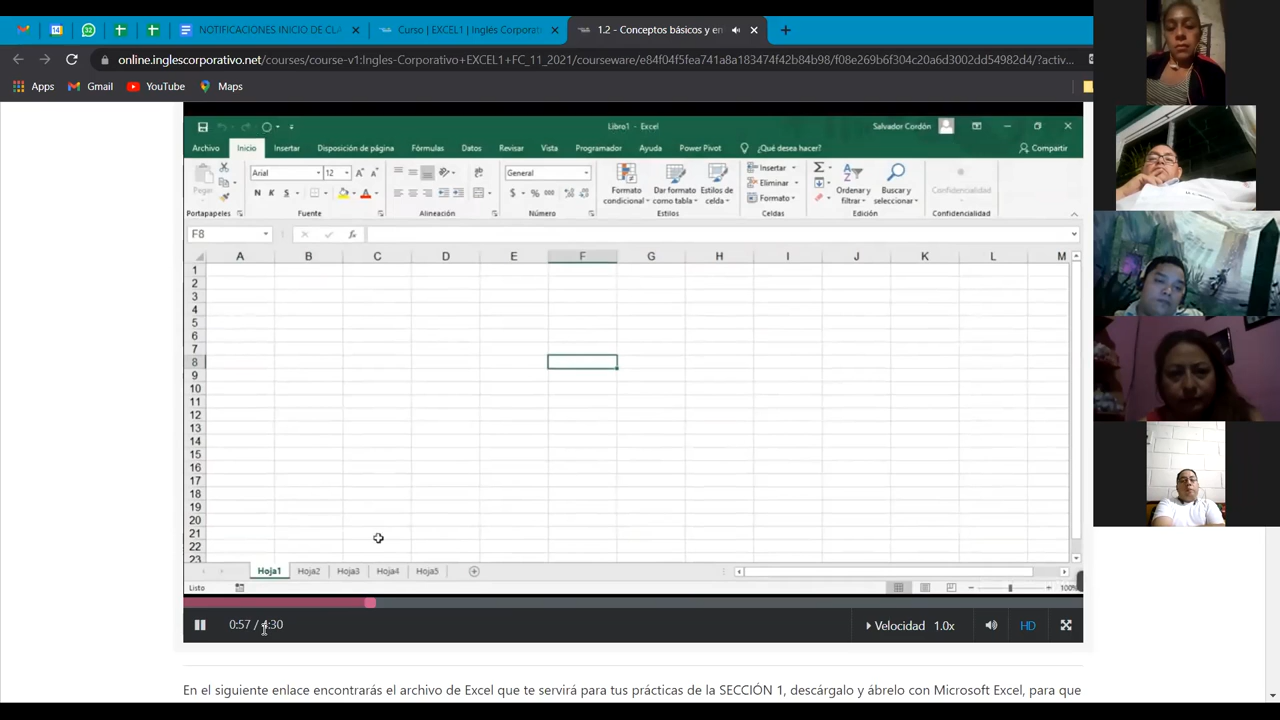 14 32 NOTIFICACIONES INICIO DE CLA × Curso | EXCEL1 | Inglés Corporati × 1.2 - Conceptos básicos y en × +
online.inglescorporativo.net/courses/course-v1:Ingles-Corporativo+EXCEL1+FC_11_2021/courseware/e84f04f5fea741a8a183474f42b84b98/f08e269b6f304c20a6d3002dd54982d4/?activ...
Apps Gmail YouTube Maps
Libro1 - Excel Salvador Cordón
Archivo Inicio Insertar Disposición de página Fórmulas Datos Revisar Vista Programador Ayuda Power Pivot ¿Qué desea hacer? Compartir
Pegar Arial 12 General Formato condicional Dar formato como tabla Estilos de celda Insertar Eliminar Formato Ordenar y filtrar Buscar y seleccionar Confidencialidad
N K S $ % 000
Portapapeles Fuente Alineación Número Estilos Celdas Edición Confidencialidad
F8 fx
A B C D E F G H I J K L M
1
2
3
4
5
6
7
8
9
10
11
12
13
14
15
16
17
18
19
20
21
22
23
Hoja1 Hoja2 Hoja3 Hoja4 Hoja5
Listo 100%
0:57 / 4:30 Velocidad 1.0x HD
En el siguiente enlace encontrarás el archivo de Excel que te servirá para tus prácticas de la SECCIÓN 1, descárgalo y ábrelo con Microsoft Excel, para que